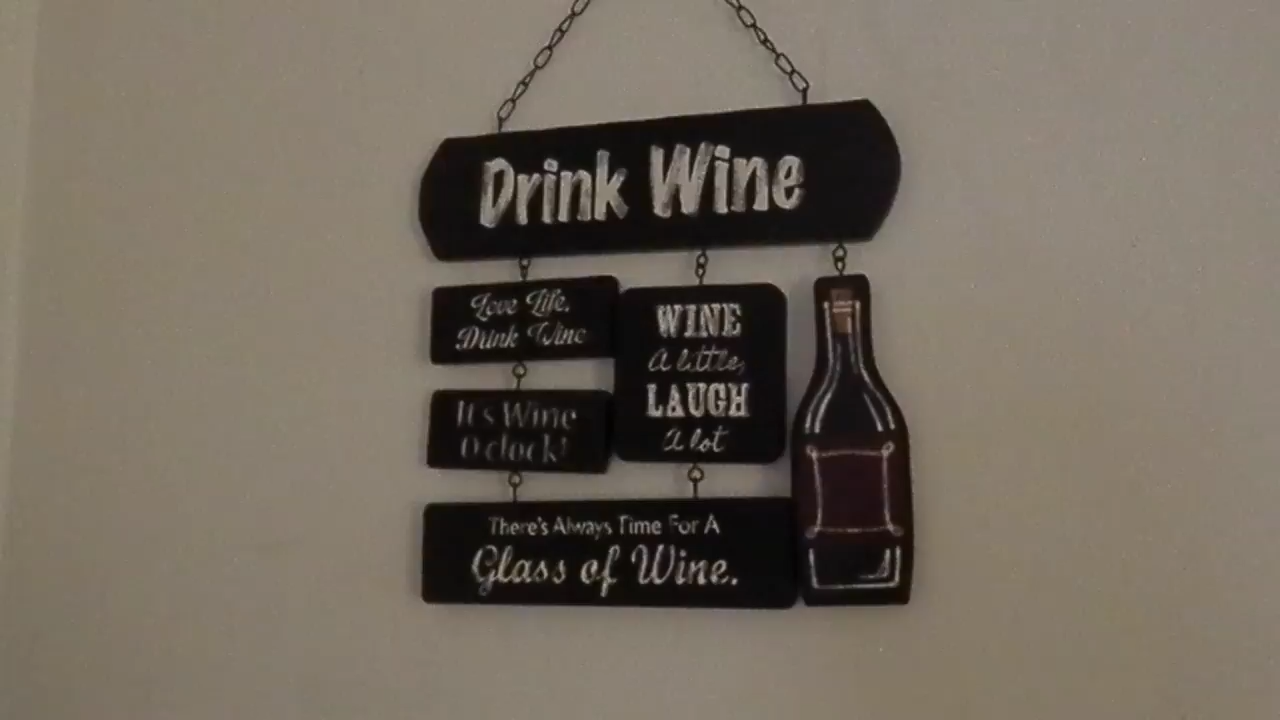 Drink Wine
Love Life,
Drink Wine
It's Wine
O'clock!
WINE
A little,
LAUGH
A lot
There's Always Time For A
Glass of Wine.